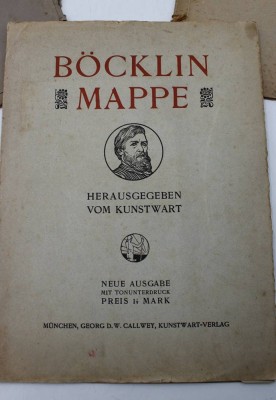 BÖCKLIN
MAPPE
HERAUSGEGEBEN
VOM KUNSTWART
NEUE AUSGABE
MIT TONUNTERDRUCK
PREIS MARK
MÜNCHEN, GEORG D. W. CALLWEY, KUNSTWART-VERLAG